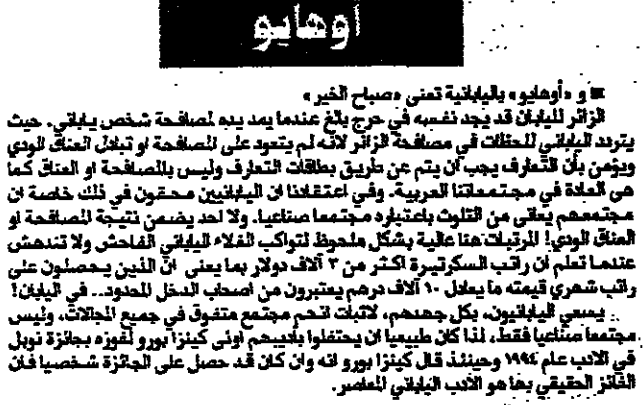 أوهايو
■ و «أوهايو» باليابانية تعنى «صباح الخير»
الزائر لليابان قد يجد نفسه في حرج بالغ عندما يمد يده لمصافحة شخص ياباني. حيث
يتردد الياباني للحظات في مصافحة الزائر لانه لم يتعود على المصافحة او تبادل العناق الودي
ويؤمن بأن التعارف يجب ان يتم عن طريق بطاقات التعارف وليس بالمصافحة او العناق كما
هي العادة في مجتمعاتنا العربية. وفي اعتقادنا ان اليابانيين محقون في ذلك خاصة ان
مجتمعهم يعاني من التلوث باعتباره مجتمعا صناعيا. ولا احد يضمن نتيجة المصافحة او
العناق الودي! المرتبات هنا عالية بشكل ملحوظ لتواكب الغلاء الياباني الفاحش ولا تندهش
عندما تعلم ان راتب السكرتيرة اكثر من ٣ آلاف دولار بما يعنى ان الذين يحصلون على
راتب شهري قيمته ما يعادل ١٠ آلاف درهم يعتبرون من اصحاب الدخل المحدود.. في اليابان!
يسعي اليابانيون، بكل جهدهم، لاثبات انهم مجتمع متفوق في جميع المجالات، وليس
مجتمعا صناعيا فقط، لذا كان طبيعيا ان يحتفلوا بأديبهم اوئى كينزا بورو لفوزه بجائزة نوبل
في الادب عام ١٩٩٤ وحينئذ قال كينزا بورو انه وان كان قد حصل على الجائزة شخصيا فان
الفائز الحقيقي بها هو الادب الياباني المعاصر.